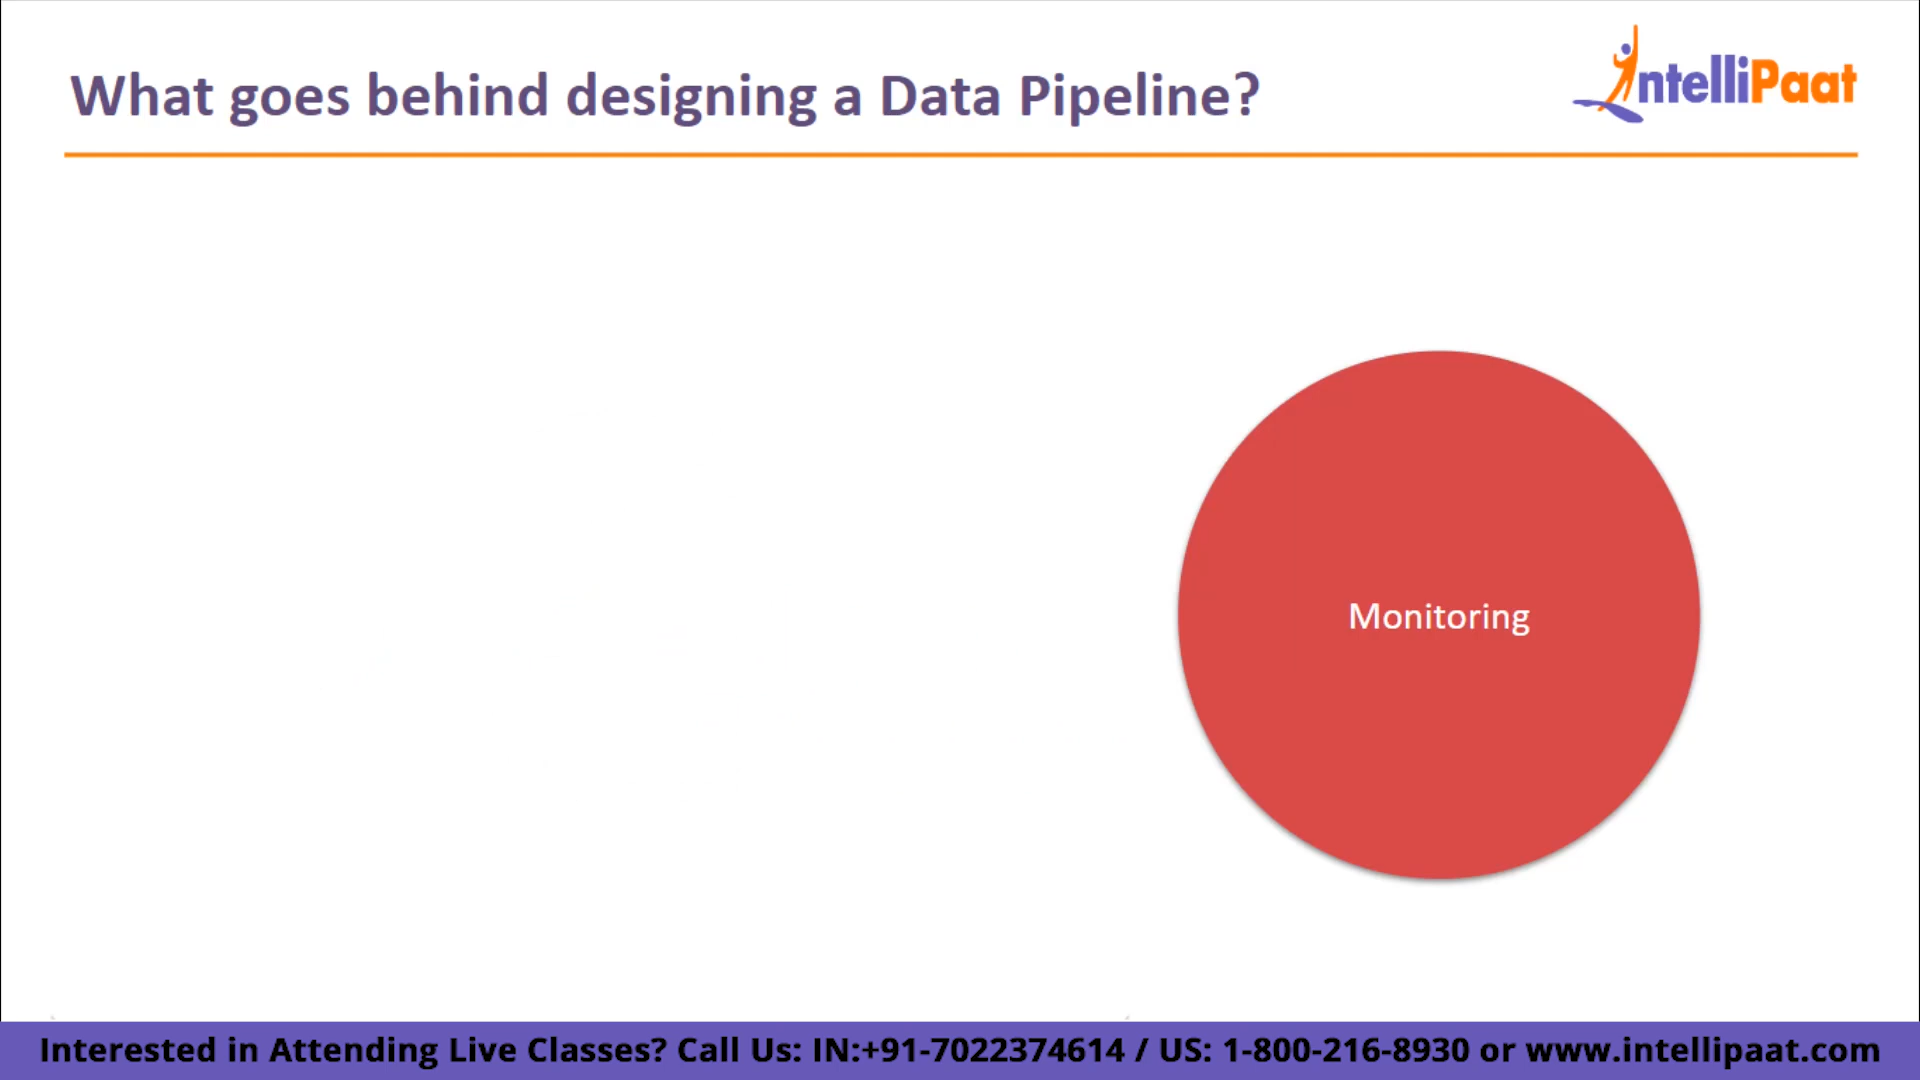 What goes behind designing a Data Pipeline?
IntelliPaat
Monitoring
Interested in Attending Live Classes? Call Us: IN:+91-7022374614 / US: 1-800-216-8930 or www.intellipaat.com